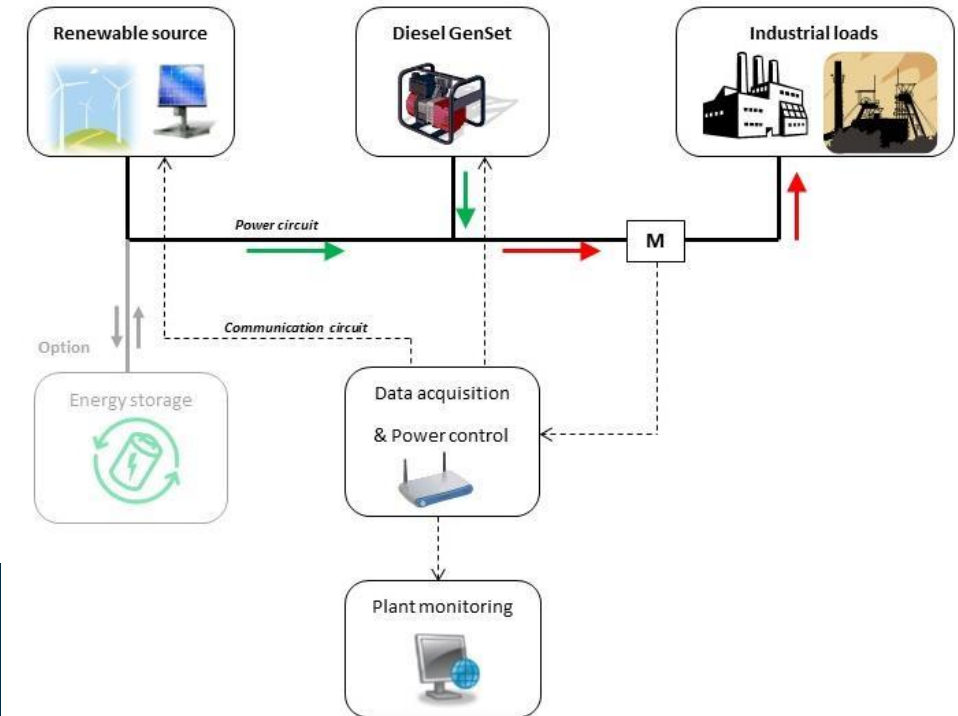 Renewable source
Diesel GenSet
Industrial loads
Power circuit
M
Communication circuit
Option
Energy storage
Data acquisition
& Power control
Plant monitoring